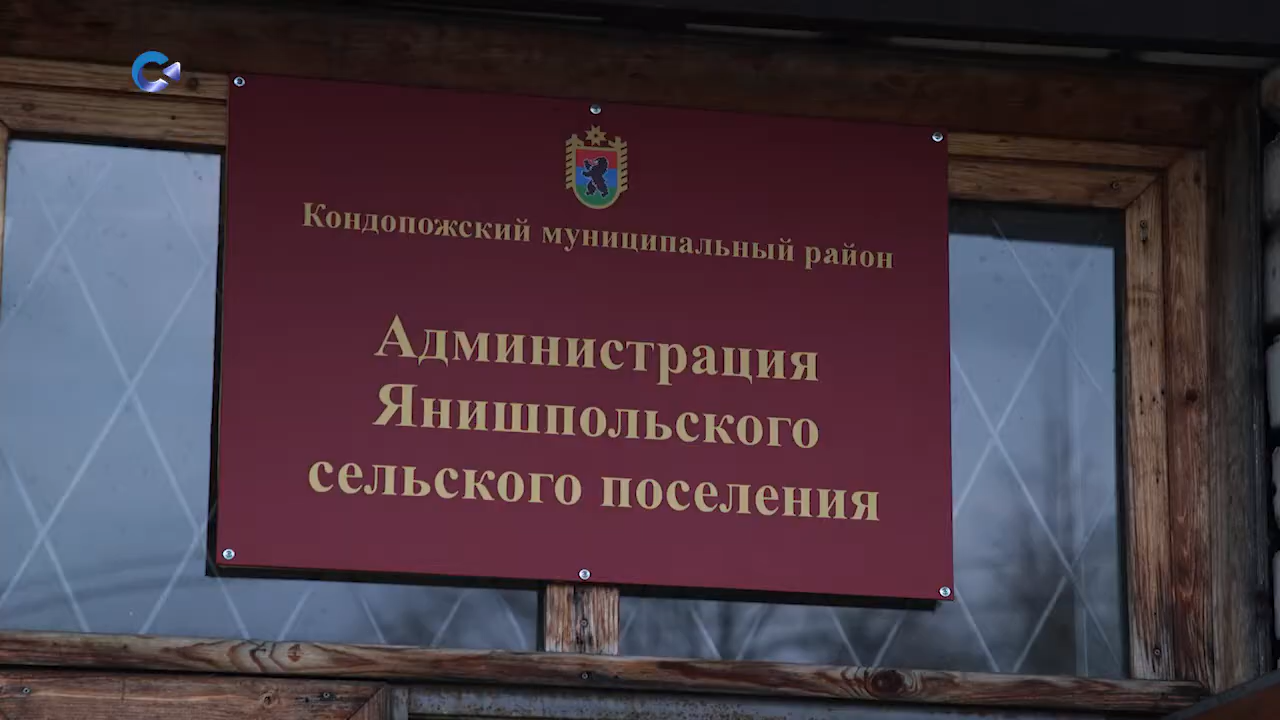 Кондопожский муниципальный район
Администрация
Янишпольского
сельского поселения